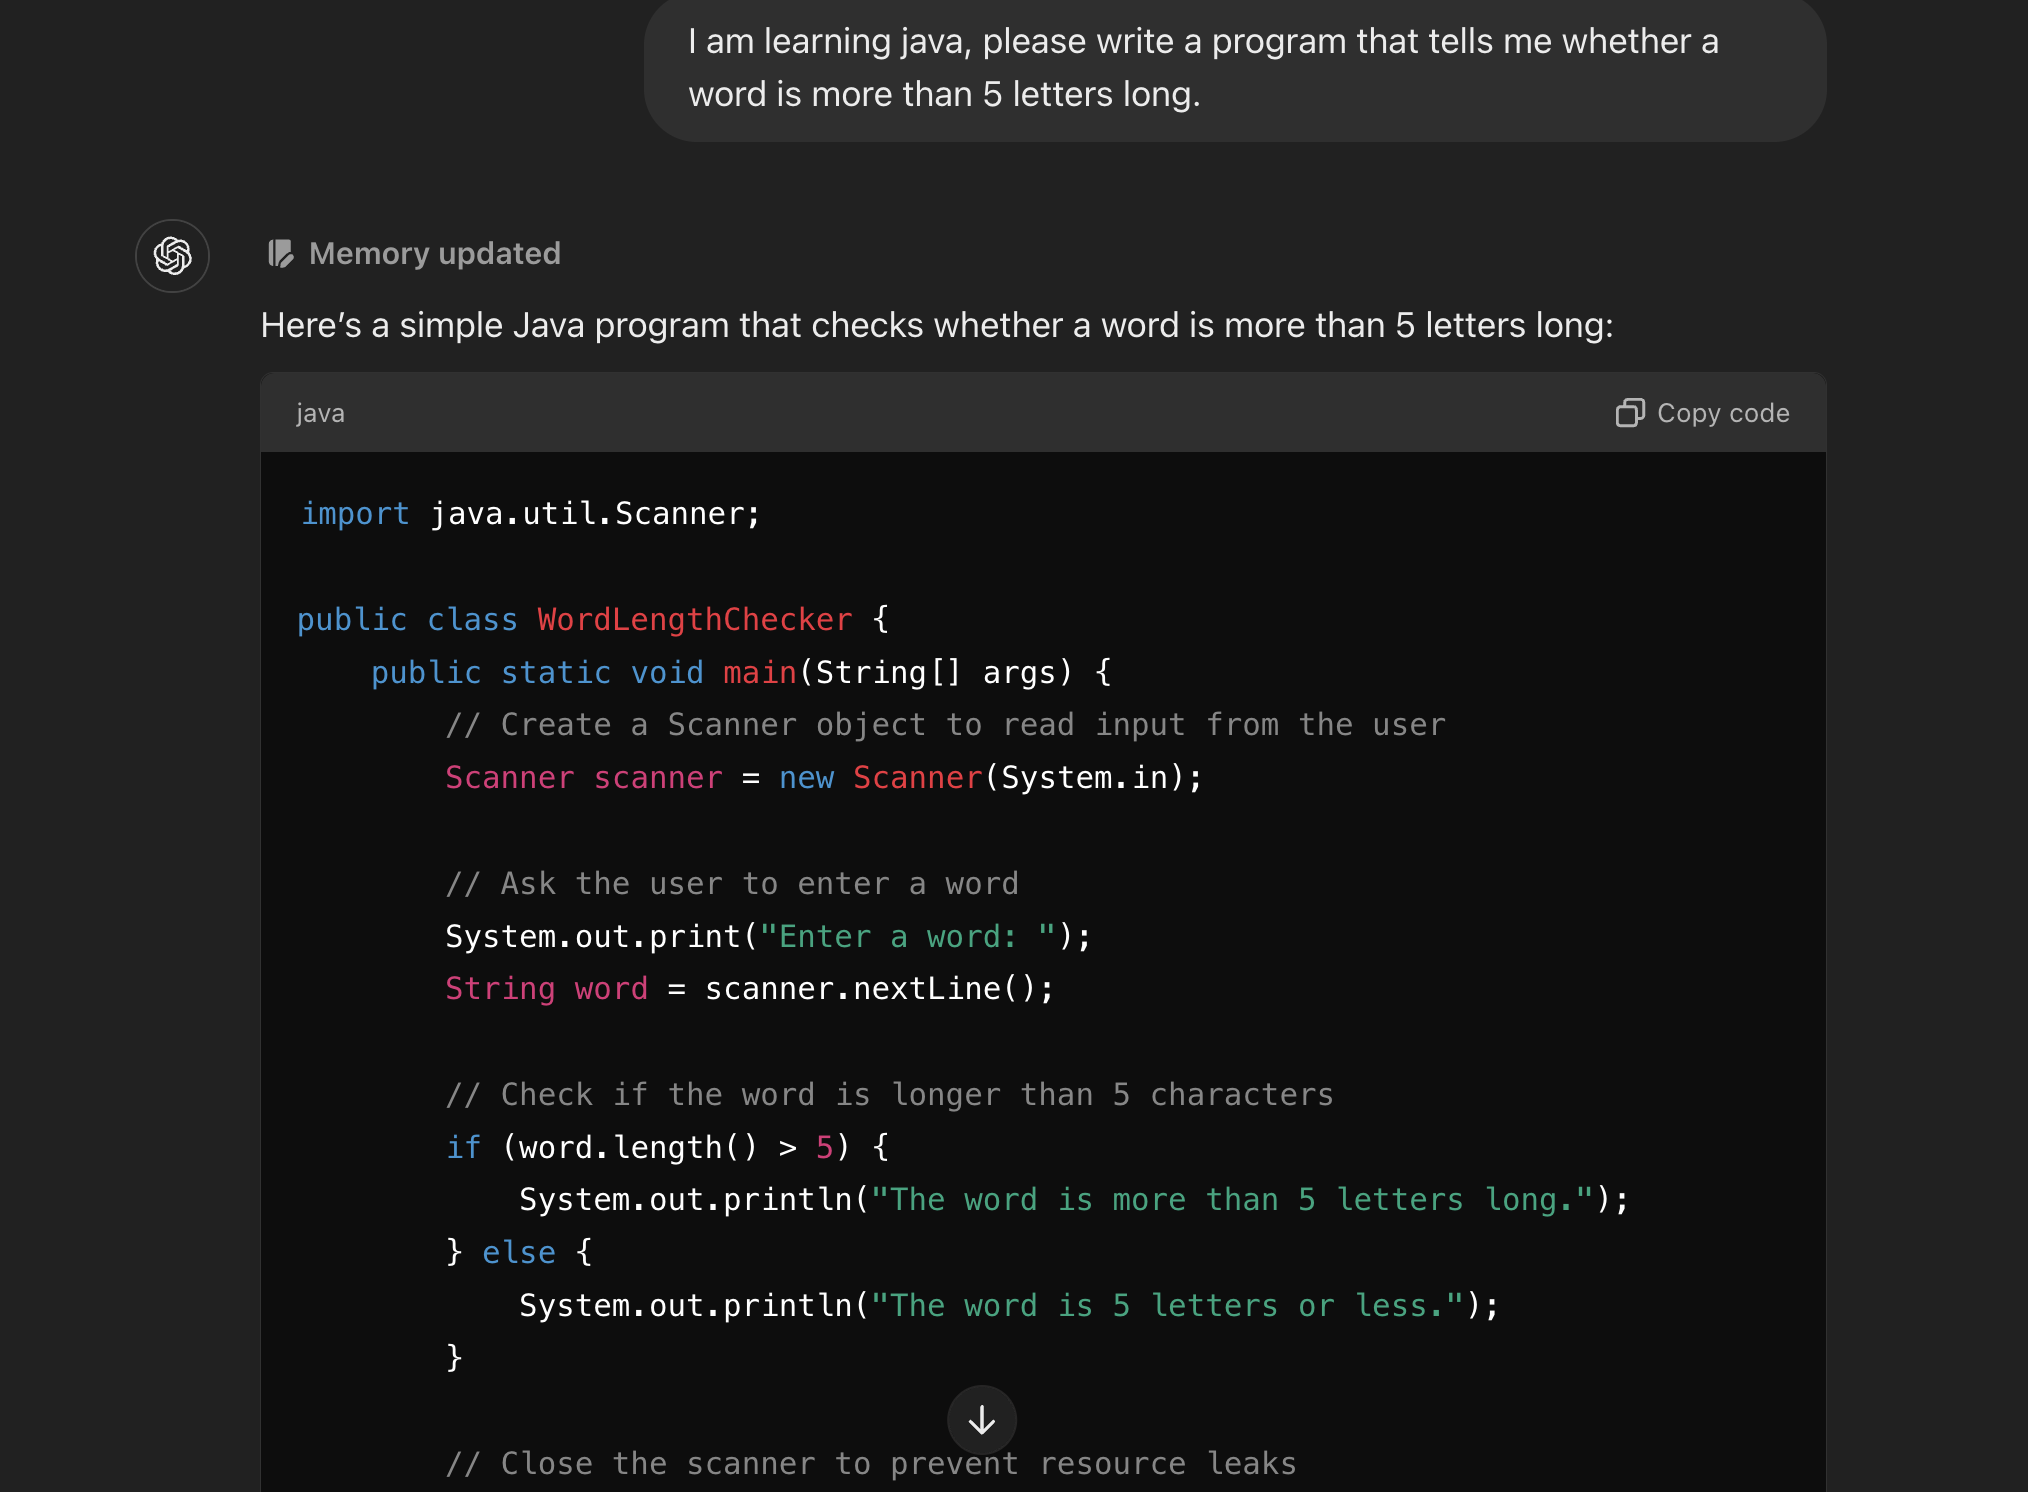 I am learning java, please write a program that tells me whether a
word is more than 5 letters long.
Memory updated
Here’s a simple Java program that checks whether a word is more than 5 letters long:
java
Copy code
import java.util.Scanner;
public class WordLengthChecker {
    public static void main(String[] args) {
        // Create a Scanner object to read input from the user
        Scanner scanner = new Scanner(System.in);
        // Ask the user to enter a word
        System.out.print("Enter a word: ");
        String word = scanner.nextLine();
        // Check if the word is longer than 5 characters
        if (word.length() > 5) {
            System.out.println("The word is more than 5 letters long.");
        } else {
            System.out.println("The word is 5 letters or less.");
        }
        // Close the scanner to prevent resource leaks